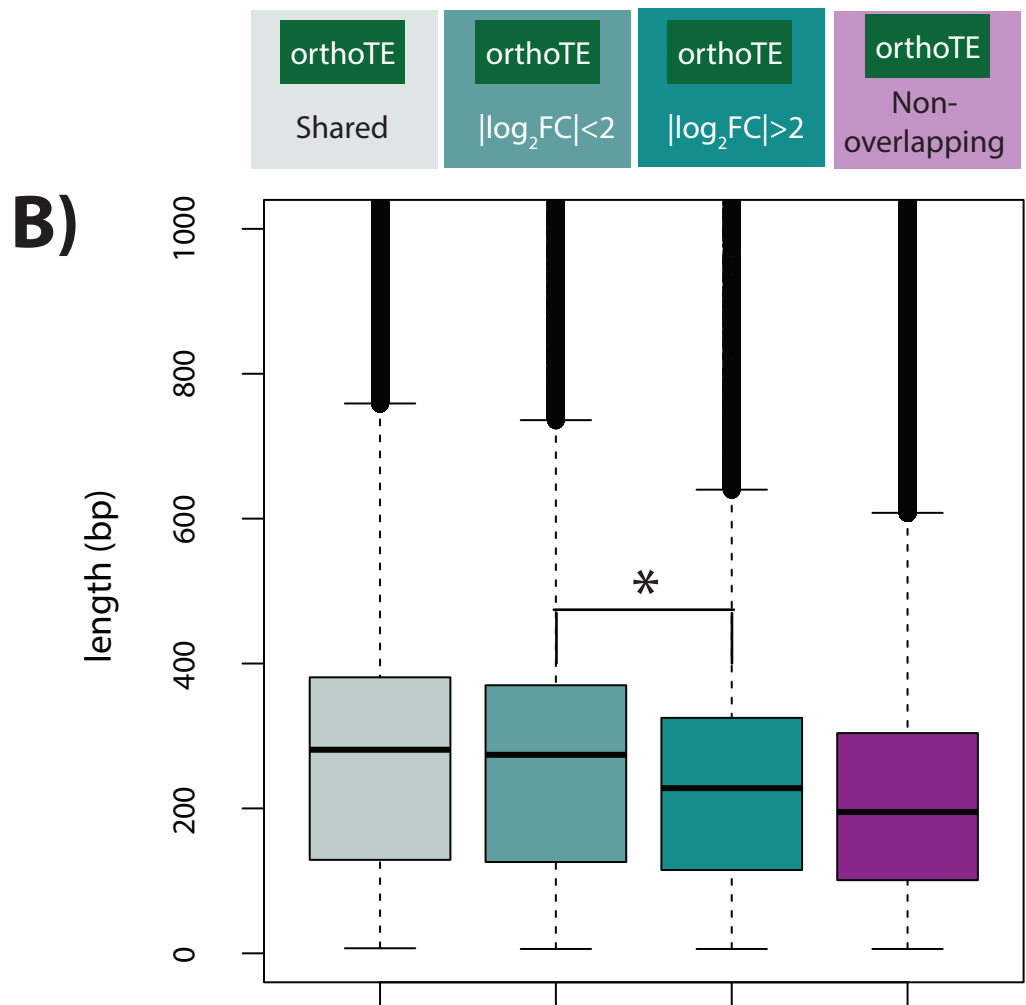 orthoTE orthoTE orthoTE orthoTE
Shared |log₂FC|<2 |log₂FC|>2 Non-
overlapping
B)
1000
800
600
400
200
0
length (bp)
*